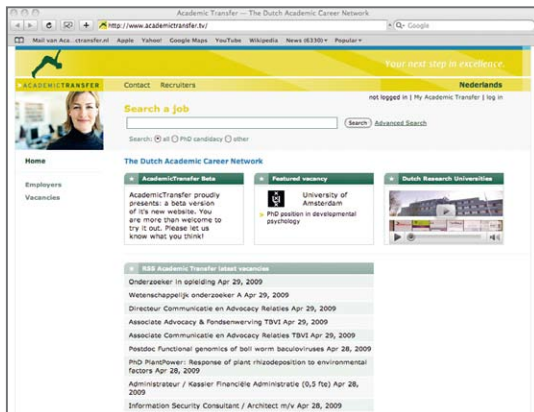 Academic Transfer — The Dutch Academic Career Network
http://www.academictransfer.tv/
Google
Mail van Aca...ctransfer.nl Apple Yahoo! Google Maps YouTube Wikipedia News (6330) Popular
Your next step in excellence.
ACADEMICTRANSFER
Contact Recruiters
Nederlands
not logged in | My Academic Transfer | log in
Search a job
Search Advanced Search
Search: all PhD candidacy other
Home
Employers
Vacancies
The Dutch Academic Career Network
AcademicTransfer Beta
AcademicTransfer proudly
presents: a beta version
of it's new website. You
are more than welcome to
try it out. Please let us
know what you think!
Featured vacancy
University of
Amsterdam
PhD position in developmental
psychology
Dutch Research Universities
RSS Academic Transfer latest vacancies
Onderzoeker in opleiding Apr 29, 2009
Wetenschappelijk onderzoeker A Apr 29, 2009
Directeur Communicatie en Advocacy Relaties Apr 29, 2009
Associate Advocacy & Fondsenwerving TBVI Apr 29, 2009
Associate Communicatie en Advocacy Relaties TBVI Apr 29, 2009
Postdoc Functional genomics of boll worm baculoviruses Apr 28, 2009
PhD PlantPower: Response of plant rhizodeposition to environmental
factors Apr 28, 2009
Administrateur / Kassier Financiële Administratie (0,5 fte) Apr 28,
2009
Information Security Consultant / Architect m/v Apr 28, 2009